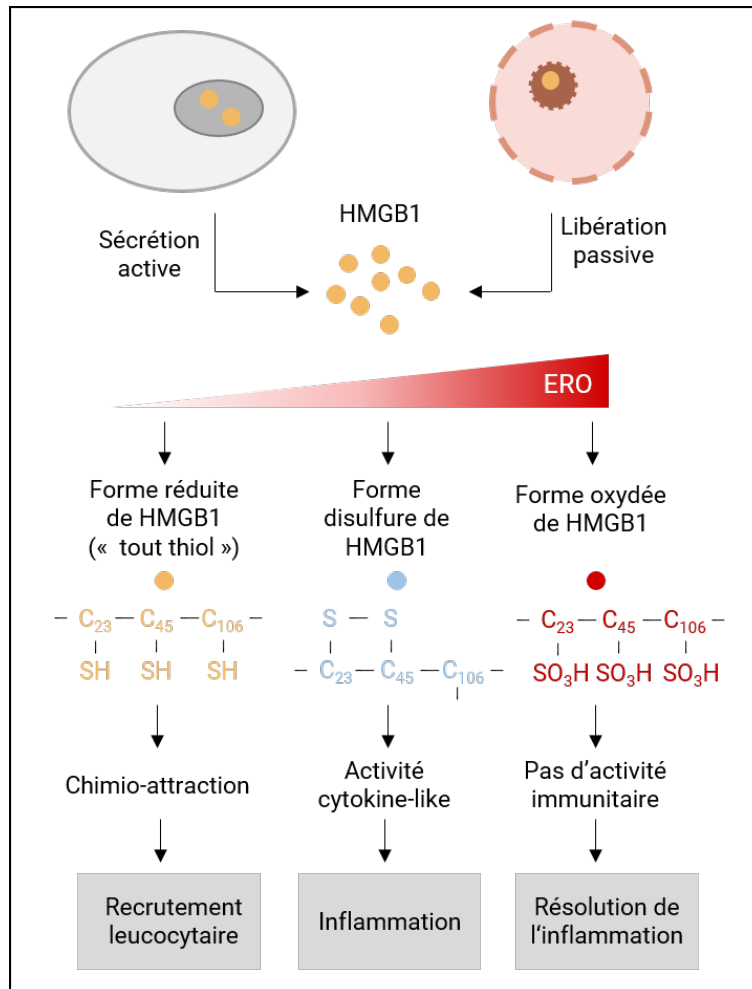 HMGB1
Sécrétion
active
Libération
passive
ERO
Forme réduite
de HMGB1
(« tout thiol »)
Forme
disulfure de
HMGB1
Forme oxydée
de HMGB1
— C₂₃ — C₄₅ — C₁₀₆ —
SH SH SH
S — S
— C₂₃ — C₄₅ — C₁₀₆ —
— C₂₃ — C₄₅ — C₁₀₆ —
SO₃H SO₃H SO₃H
Chimio-attraction
Activité
cytokine-like
Pas d’activité
immunitaire
Recrutement
leucocytaire
Inflammation
Résolution de
l‘inflammation